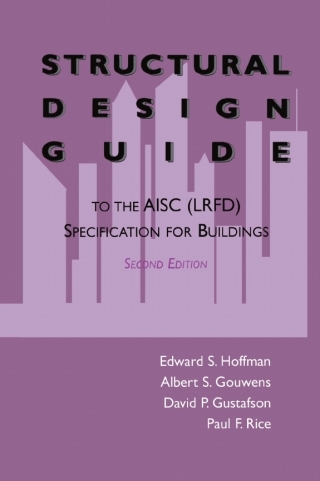 STRUCTURAL
DESIGN
GUIDE
TO THE AISC (LRFD)
SPECIFICATION FOR BUILDINGS
SECOND EDITION
Edward S. Hoffman
Albert S. Gouwens
David P. Gustafson
Paul F. Rice